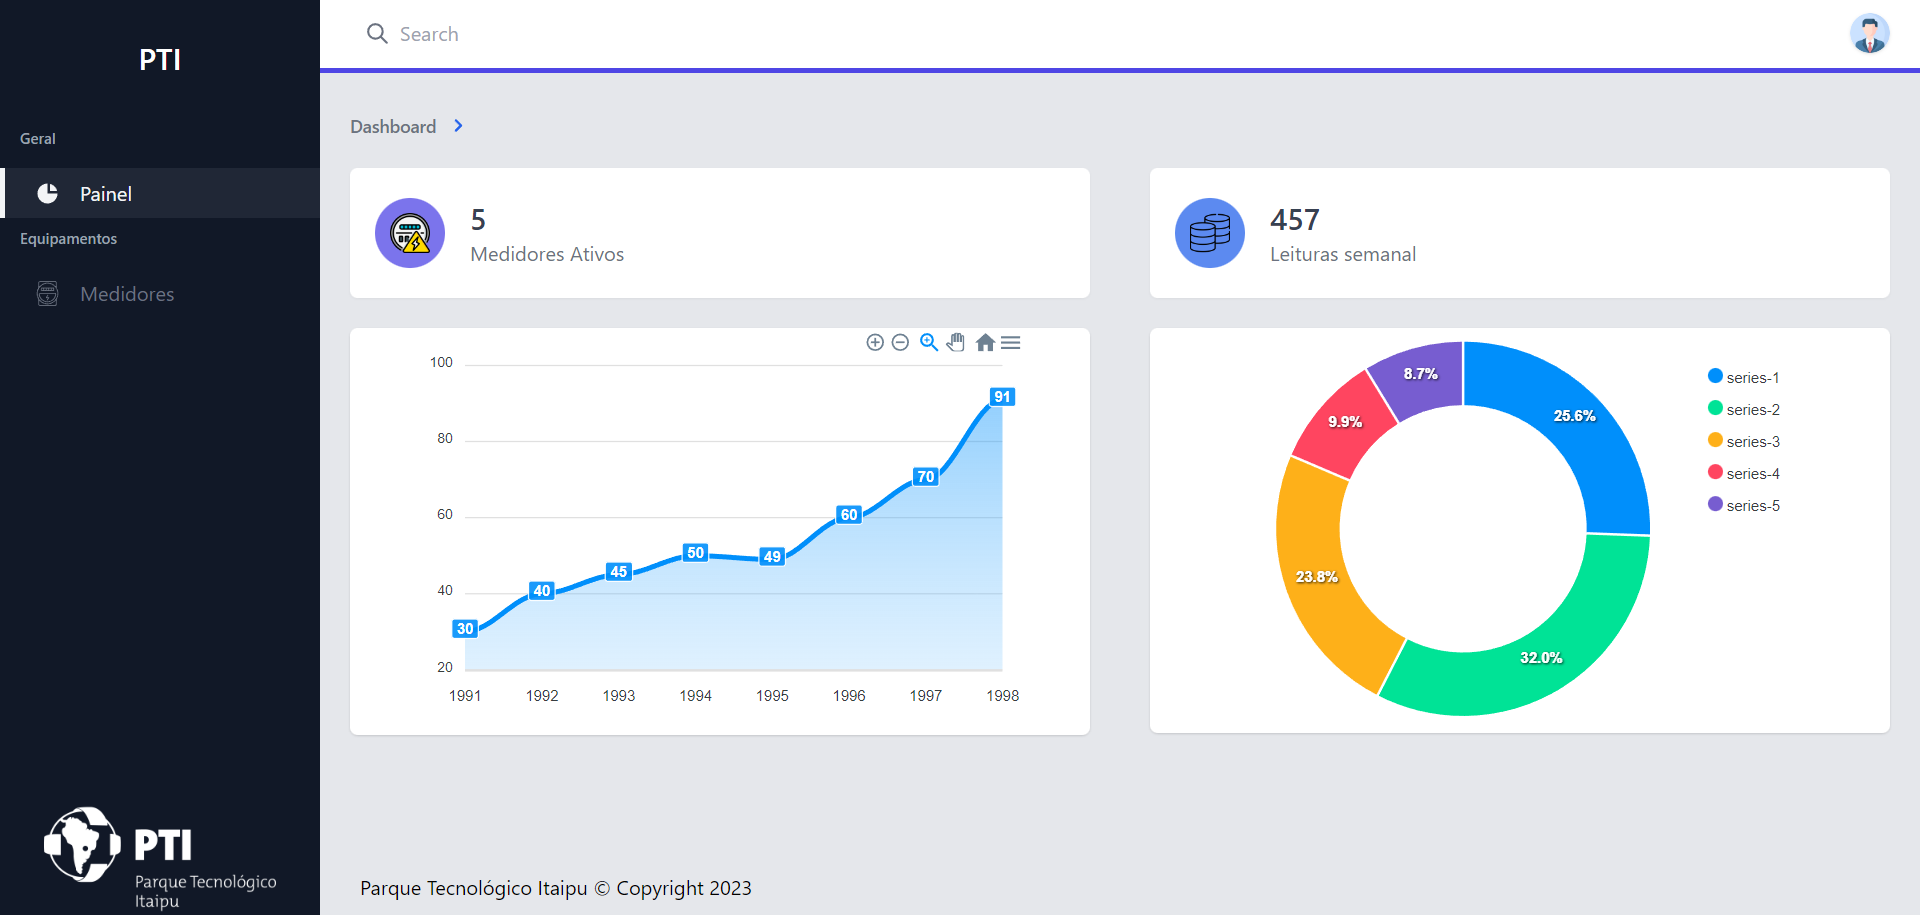 PTI
Geral
Painel
Equipamentos
Medidores
PTI
Parque Tecnológico
Itaipu
Search
Dashboard
5
Medidores Ativos
457
Leituras semanal
100
80
60
40
20
30
40
45
50
49
60
70
91
1991 1992 1993 1994 1995 1996 1997 1998
8.7%
25.6%
9.9%
23.8%
32.0%
series-1
series-2
series-3
series-4
series-5
Parque Tecnológico Itaipu © Copyright 2023